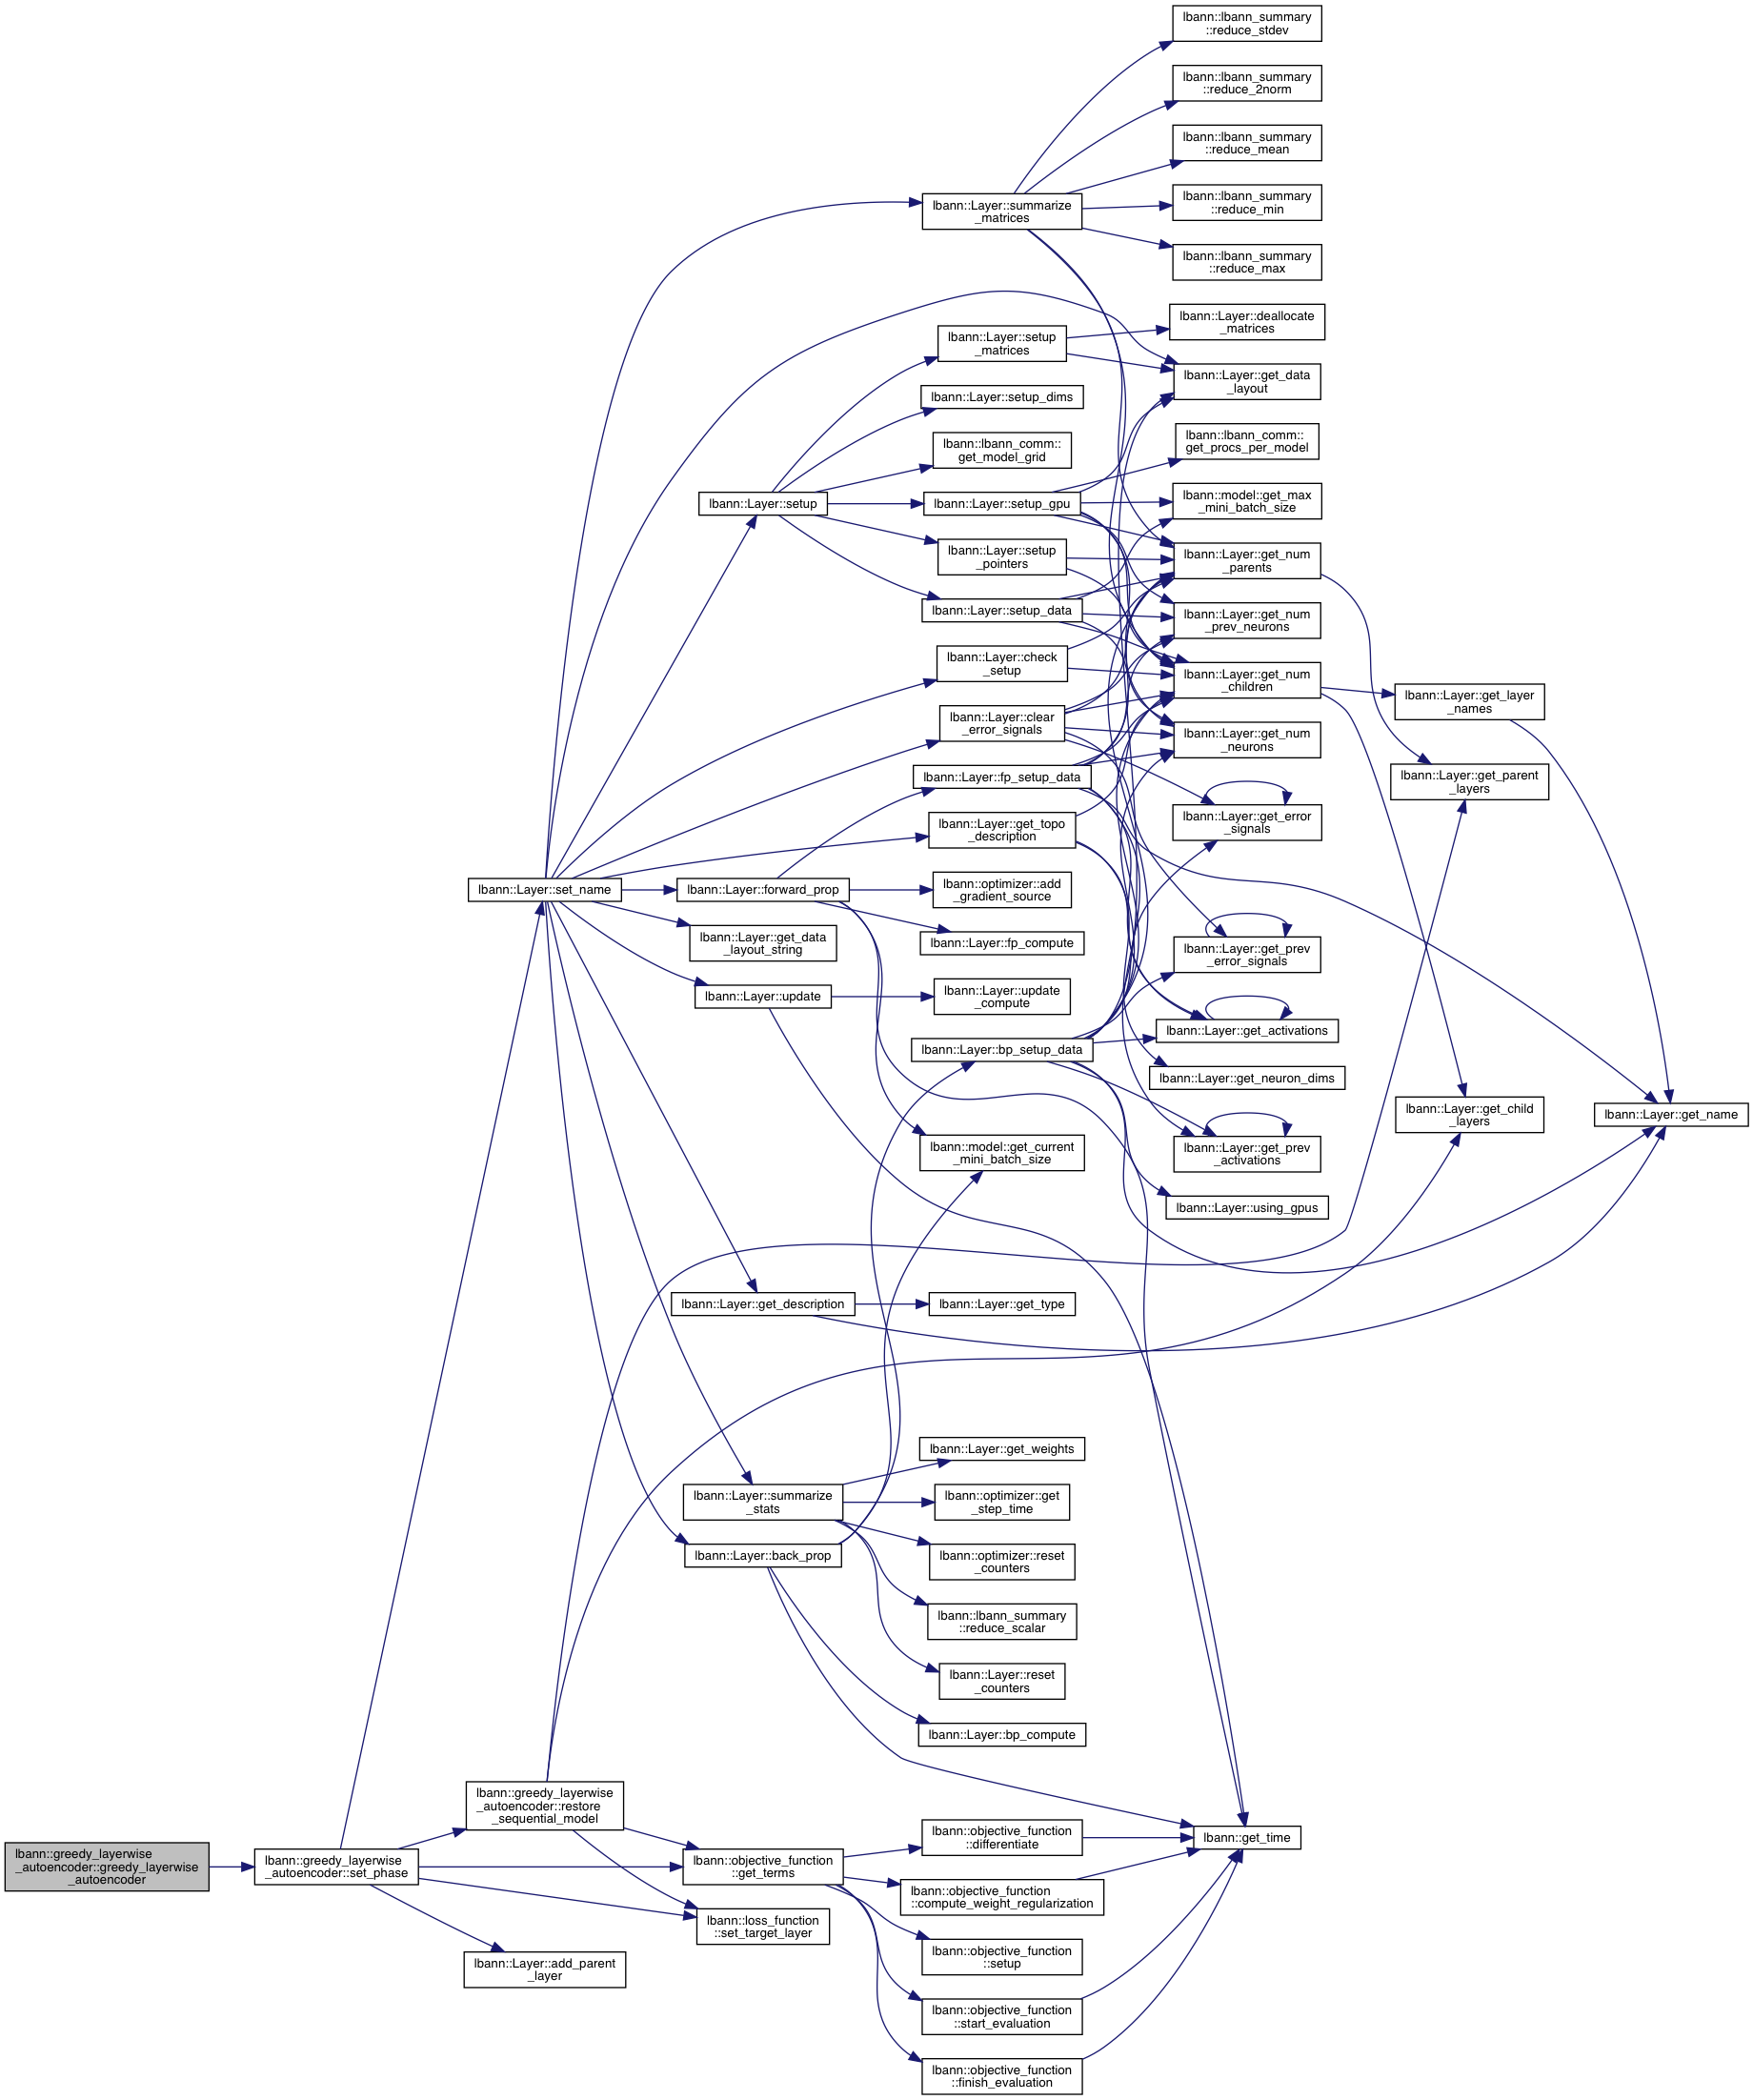 lbann::lbann_summary
::reduce_stdev
lbann::lbann_summary
::reduce_2norm
lbann::lbann_summary
::reduce_mean
lbann::Layer::summarize
_matrices
lbann::lbann_summary
::reduce_min
lbann::lbann_summary
::reduce_max
lbann::Layer::deallocate
_matrices
lbann::Layer::setup
_matrices
lbann::Layer::get_data
_layout
lbann::Layer::setup_dims
lbann::lbann_comm::
get_model_grid
lbann::lbann_comm::
get_procs_per_model
lbann::Layer::setup
lbann::Layer::setup_gpu
lbann::model::get_max
_mini_batch_size
lbann::Layer::setup
_pointers
lbann::Layer::get_num
_parents
lbann::Layer::setup_data
lbann::Layer::get_num
_prev_neurons
lbann::Layer::check
_setup
lbann::Layer::get_num
_children
lbann::Layer::get_layer
_names
lbann::Layer::clear
_error_signals
lbann::Layer::get_num
_neurons
lbann::Layer::fp_setup_data
lbann::Layer::get_parent
_layers
lbann::Layer::get_topo
_description
lbann::Layer::get_error
_signals
lbann::Layer::set_name
lbann::Layer::forward_prop
lbann::optimizer::add
_gradient_source
lbann::Layer::get_data
_layout_string
lbann::Layer::fp_compute
lbann::Layer::get_prev
_error_signals
lbann::Layer::update
lbann::Layer::update
_compute
lbann::Layer::get_activations
lbann::Layer::bp_setup_data
lbann::Layer::get_neuron_dims
lbann::Layer::get_child
_layers
lbann::Layer::get_name
lbann::model::get_current
_mini_batch_size
lbann::Layer::get_prev
_activations
lbann::Layer::using_gpus
lbann::Layer::get_description
lbann::Layer::get_type
lbann::Layer::get_weights
lbann::Layer::summarize
_stats
lbann::optimizer::get
_step_time
lbann::Layer::back_prop
lbann::optimizer::reset
_counters
lbann::lbann_summary
::reduce_scalar
lbann::Layer::reset
_counters
lbann::Layer::bp_compute
lbann::greedy_layerwise
_autoencoder::restore
_sequential_model
lbann::objective_function
::differentiate
lbann::get_time
lbann::greedy_layerwise
_autoencoder::greedy_layerwise
_autoencoder
lbann::greedy_layerwise
_autoencoder::set_phase
lbann::objective_function
::get_terms
lbann::objective_function
::compute_weight_regularization
lbann::loss_function
::set_target_layer
lbann::Layer::add_parent
_layer
lbann::objective_function
::setup
lbann::objective_function
::start_evaluation
lbann::objective_function
::finish_evaluation